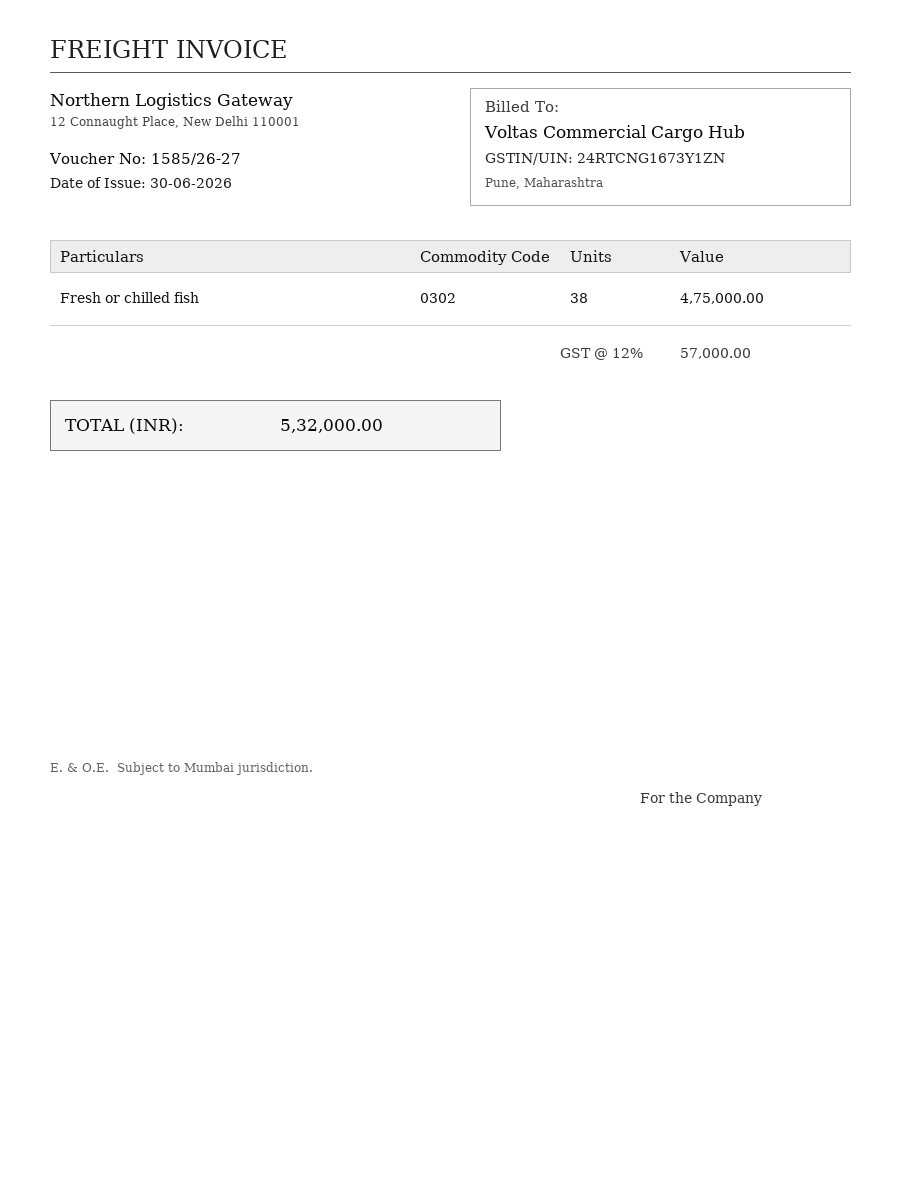 FREIGHT INVOICE
Northern Logistics Gateway
12 Connaught Place, New Delhi 110001
Voucher No: 1585/26-27
Date of Issue: 30-06-2026
Billed To:
Voltas Commercial Cargo Hub
GSTIN/UIN: 24RTCNG1673Y1ZN
Pune, Maharashtra
Particulars Commodity Code Units Value
Fresh or chilled fish 0302 38 4,75,000.00
GST @ 12% 57,000.00
TOTAL (INR): 5,32,000.00
E. & O.E.  Subject to Mumbai jurisdiction.
For the Company